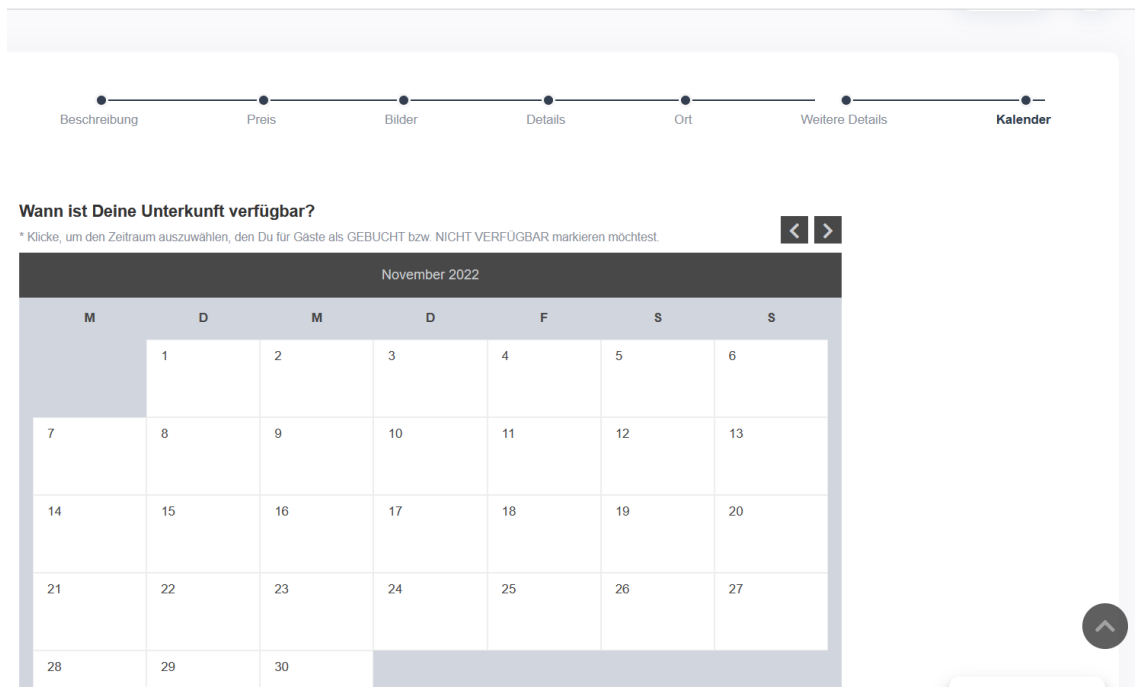 Beschreibung Preis Bilder Details Ort Weitere Details Kalender
Wann ist Deine Unterkunft verfügbar?
* Klicke, um den Zeitraum auszuwählen, den Du für Gäste als GEBUCHT bzw. NICHT VERFÜGBAR markieren möchtest.
November 2022
M D M D F S S
1 2 3 4 5 6
7 8 9 10 11 12 13
14 15 16 17 18 19 20
21 22 23 24 25 26 27
28 29 30